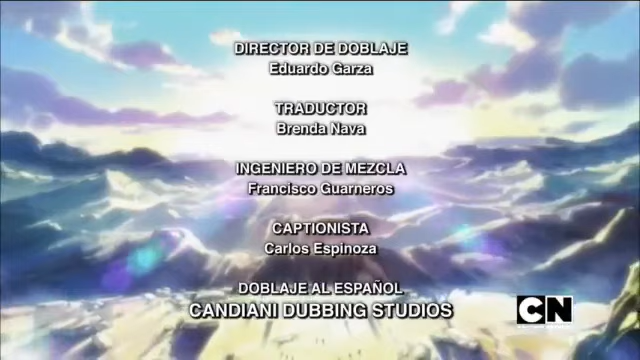 DIRECTOR DE DOBLAJE
Eduardo Garza
TRADUCTOR
Brenda Nava
INGENIERO DE MEZCLA
Francisco Guarneros
CAPTIONISTA
Carlos Espinoza
DOBLAJE AL ESPAÑOL
CANDIANI DUBBING STUDIOS
CN